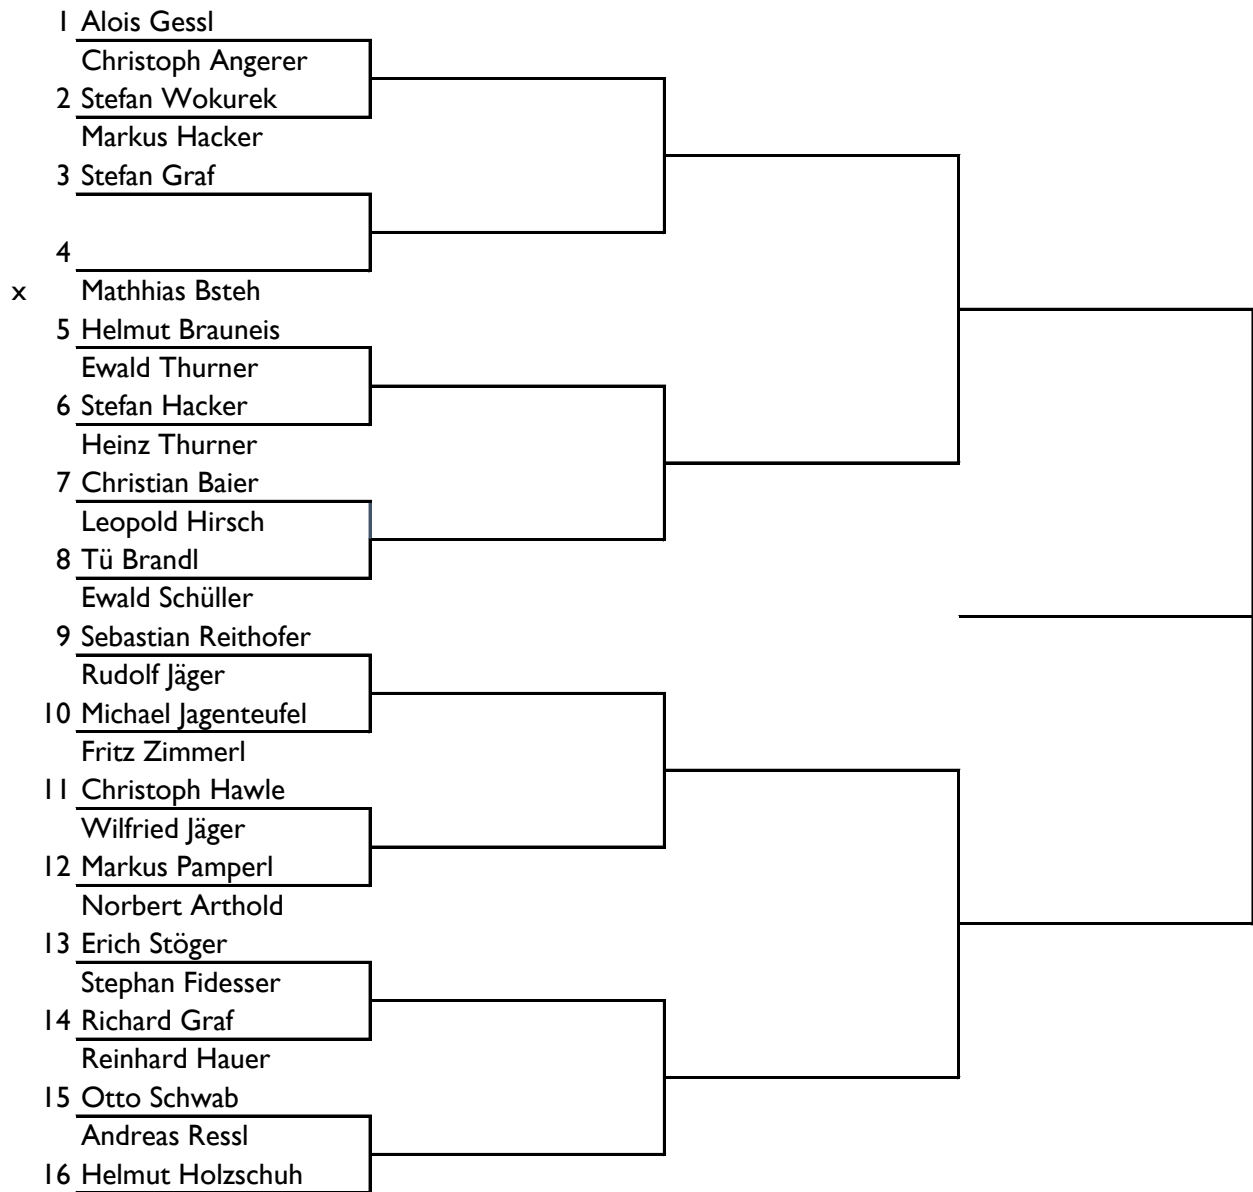 1 Alois Gessl
Christoph Angerer
2 Stefan Wokurek
Markus Hacker
3 Stefan Graf
4
x Mathhias Bsteh
5 Helmut Brauneis
Ewald Thurner
6 Stefan Hacker
Heinz Thurner
7 Christian Baier
Leopold Hirsch
8 Tü Brandl
Ewald Schüller
9 Sebastian Reithofer
Rudolf Jäger
10 Michael Jagenteufel
Fritz Zimmerl
11 Christoph Hawle
Wilfried Jäger
12 Markus Pamperl
Norbert Arthold
13 Erich Stöger
Stephan Fidesser
14 Richard Graf
Reinhard Hauer
15 Otto Schwab
Andreas Ressl
16 Helmut Holzschuh